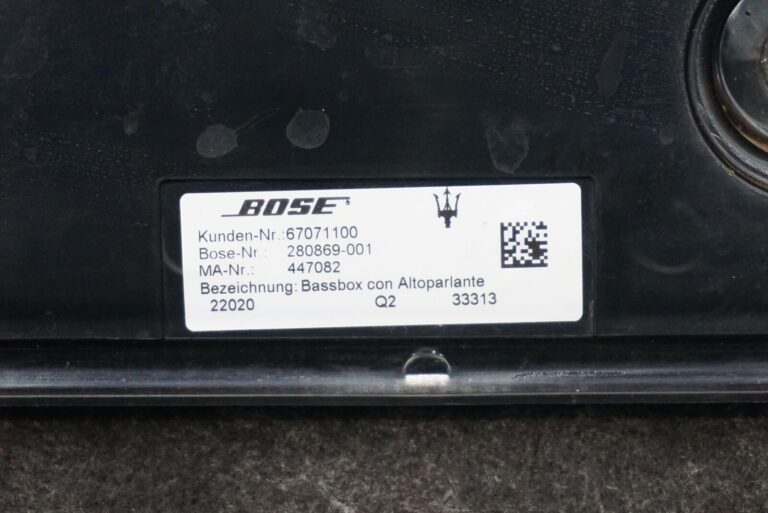 BOSE
Kunden-Nr.:67071100
Bose-Nr.: 280869-001
MA-Nr.: 447082
Bezeichnung: Bassbox con Altoparlante
22020 Q2 33313